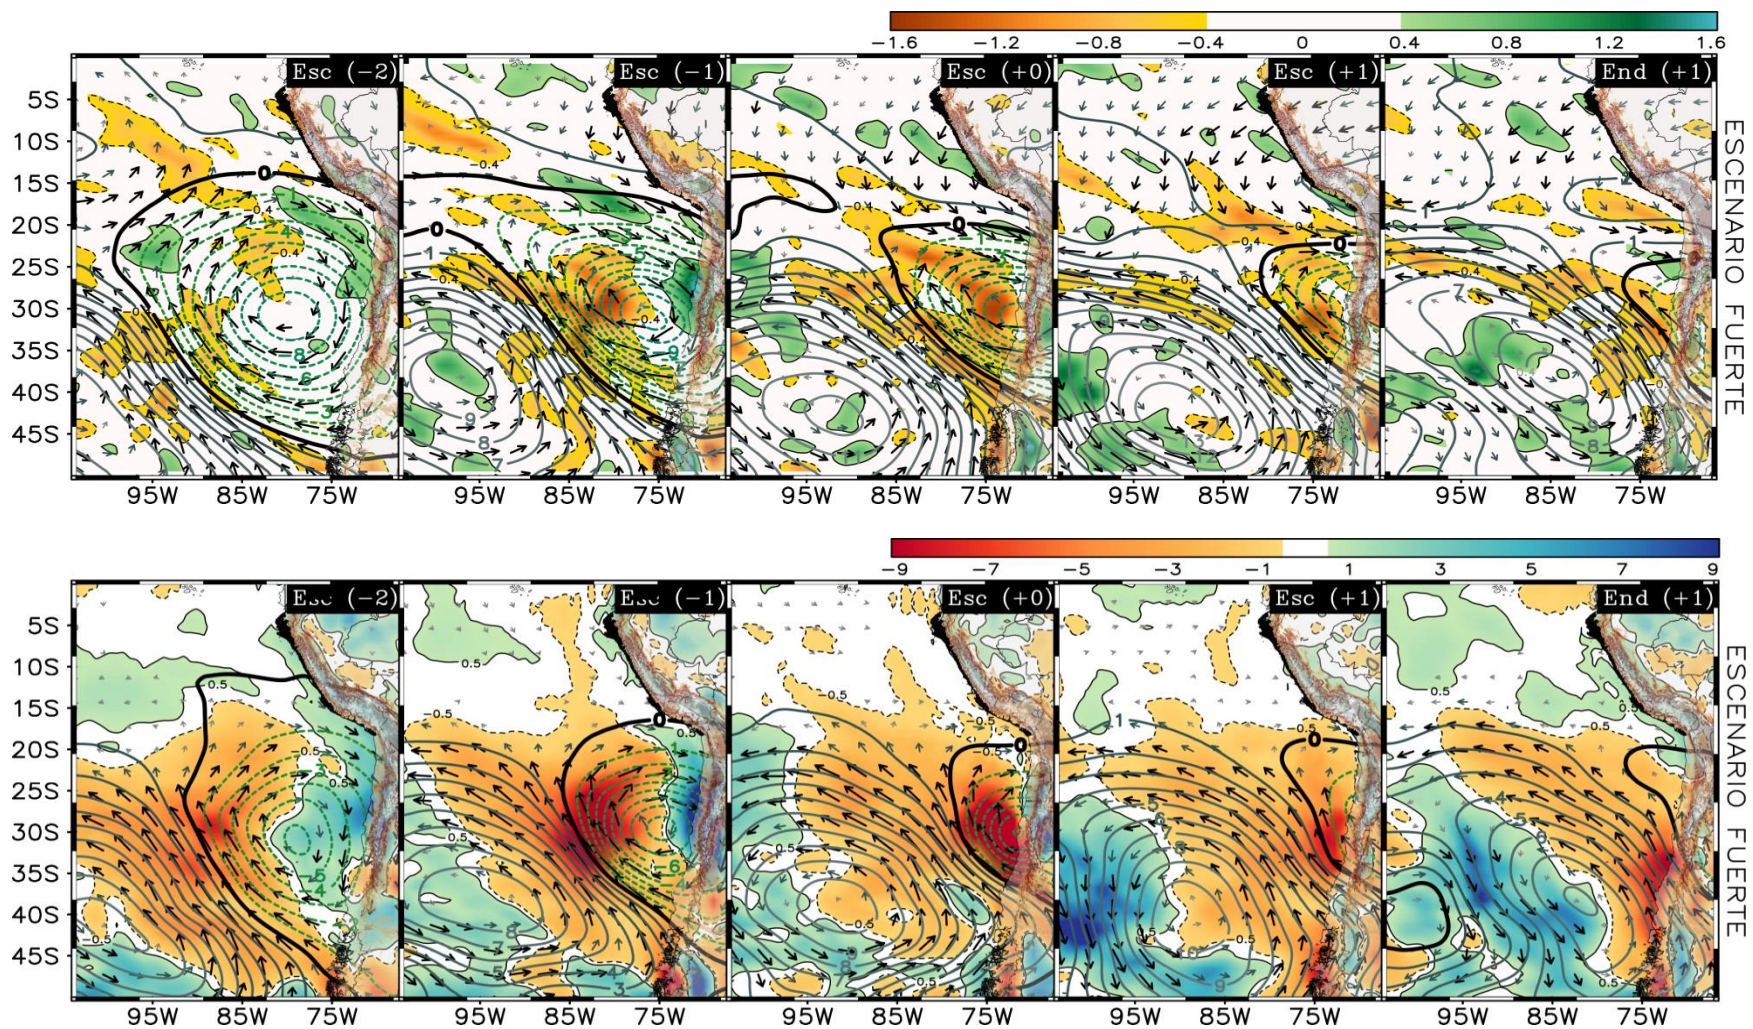 -1.6 -1.2 -0.8 -0.4 0 0.4 0.8 1.2 1.6
Esc (-2) Esc (-1) Esc (+0) Esc (+1) End (+1)
5S
10S
15S
20S
25S
30S
35S
40S
45S
95W 85W 75W 95W 85W 75W 95W 85W 75W 95W 85W 75W 95W 85W 75W
ESCENARIO FUERTE
-9 -7 -5 -3 -1 1 3 5 7 9
Esc (-2) Esc (-1) Esc (+0) Esc (+1) End (+1)
5S
10S
15S
20S
25S
30S
35S
40S
45S
95W 85W 75W 95W 85W 75W 95W 85W 75W 95W 85W 75W 95W 85W 75W
ESCENARIO FUERTE